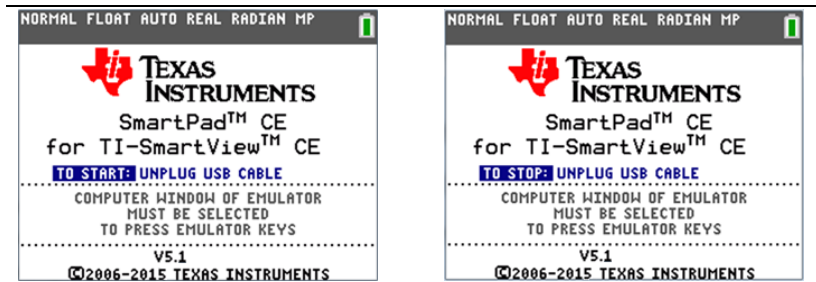 NORMAL FLOAT AUTO REAL RADIAN MP
TEXAS
INSTRUMENTS
SmartPad™ CE
for TI-SmartView™ CE
TO START: UNPLUG USB CABLE
COMPUTER WINDOW OF EMULATOR
MUST BE SELECTED
TO PRESS EMULATOR KEYS
V5.1
©2006-2015 TEXAS INSTRUMENTS
NORMAL FLOAT AUTO REAL RADIAN MP
TEXAS
INSTRUMENTS
SmartPad™ CE
for TI-SmartView™ CE
TO STOP: UNPLUG USB CABLE
COMPUTER WINDOW OF EMULATOR
MUST BE SELECTED
TO PRESS EMULATOR KEYS
V5.1
©2006-2015 TEXAS INSTRUMENTS